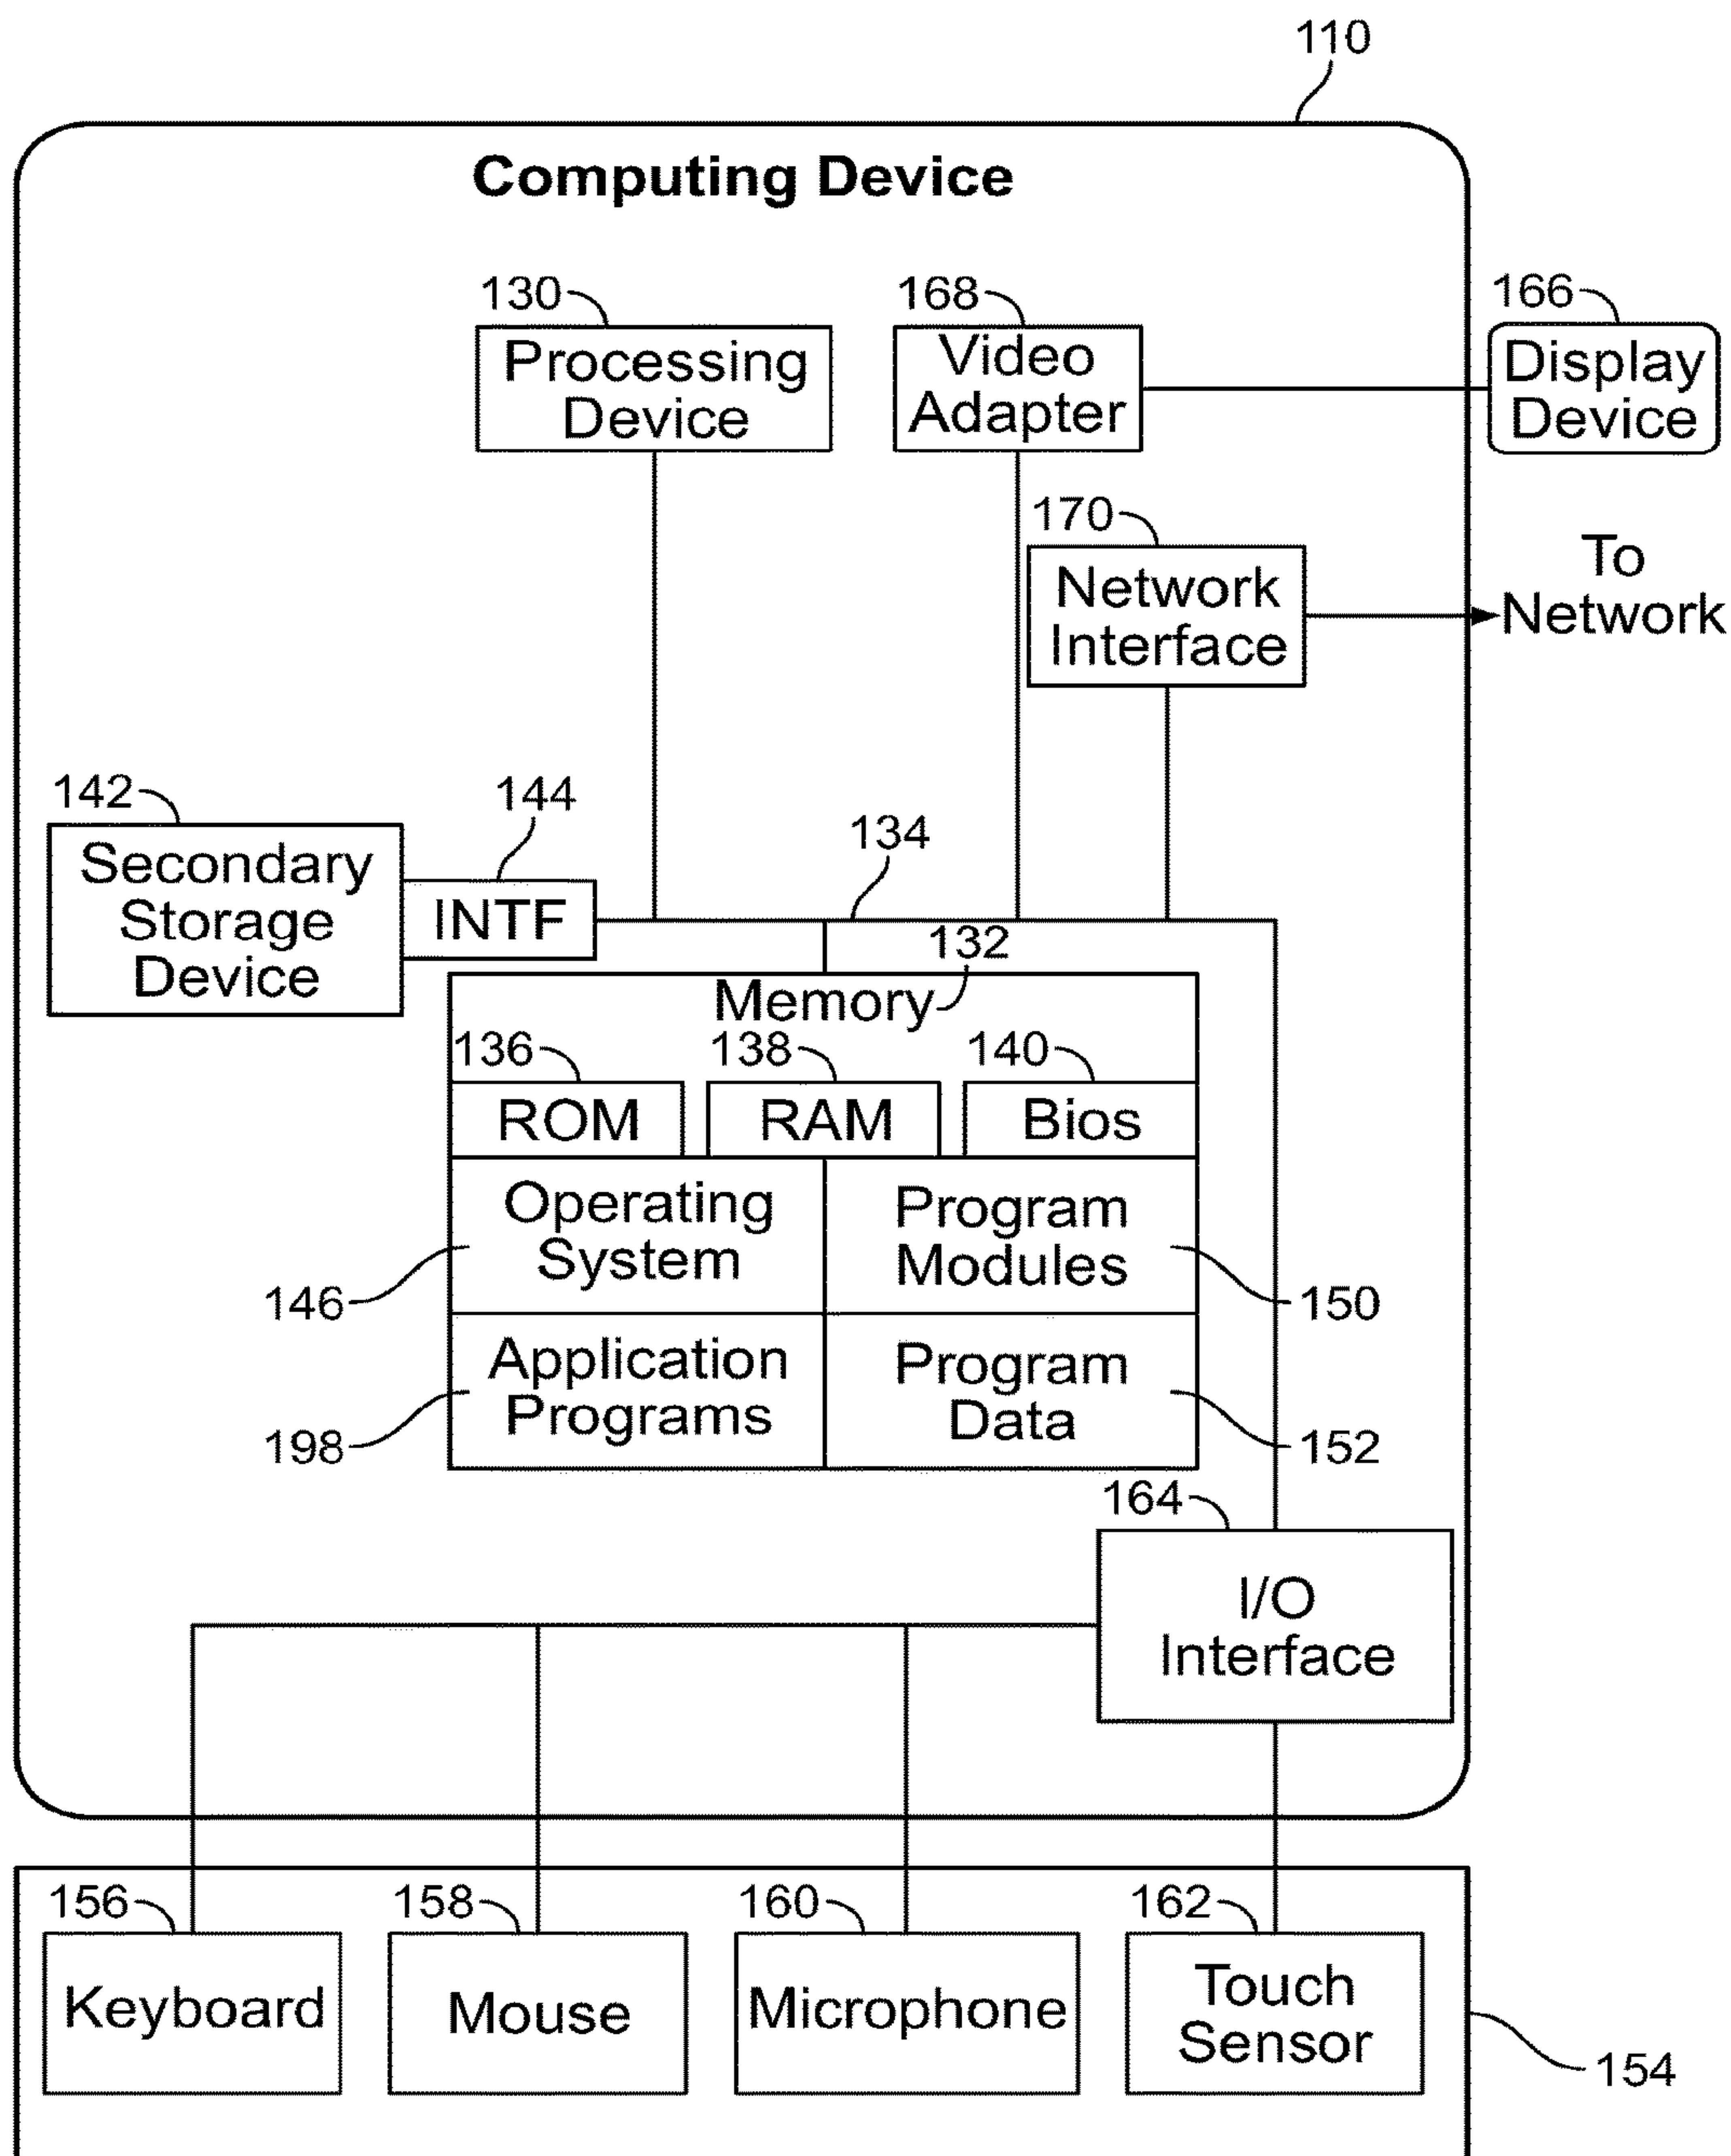 110
Computing Device
130
168
166
Processing
Device
Video
Adapter
Display
Device
170
Network
Interface
To
Network
142
144
134
Secondary
Storage
Device
INTF
132
Memory
136
138
140
ROM
RAM
Bios
Operating
System
Program
Modules
146
150
Application
Programs
Program
Data
198
152
164
I/O
Interface
156
158
160
162
Keyboard
Mouse
Microphone
Touch
Sensor
154